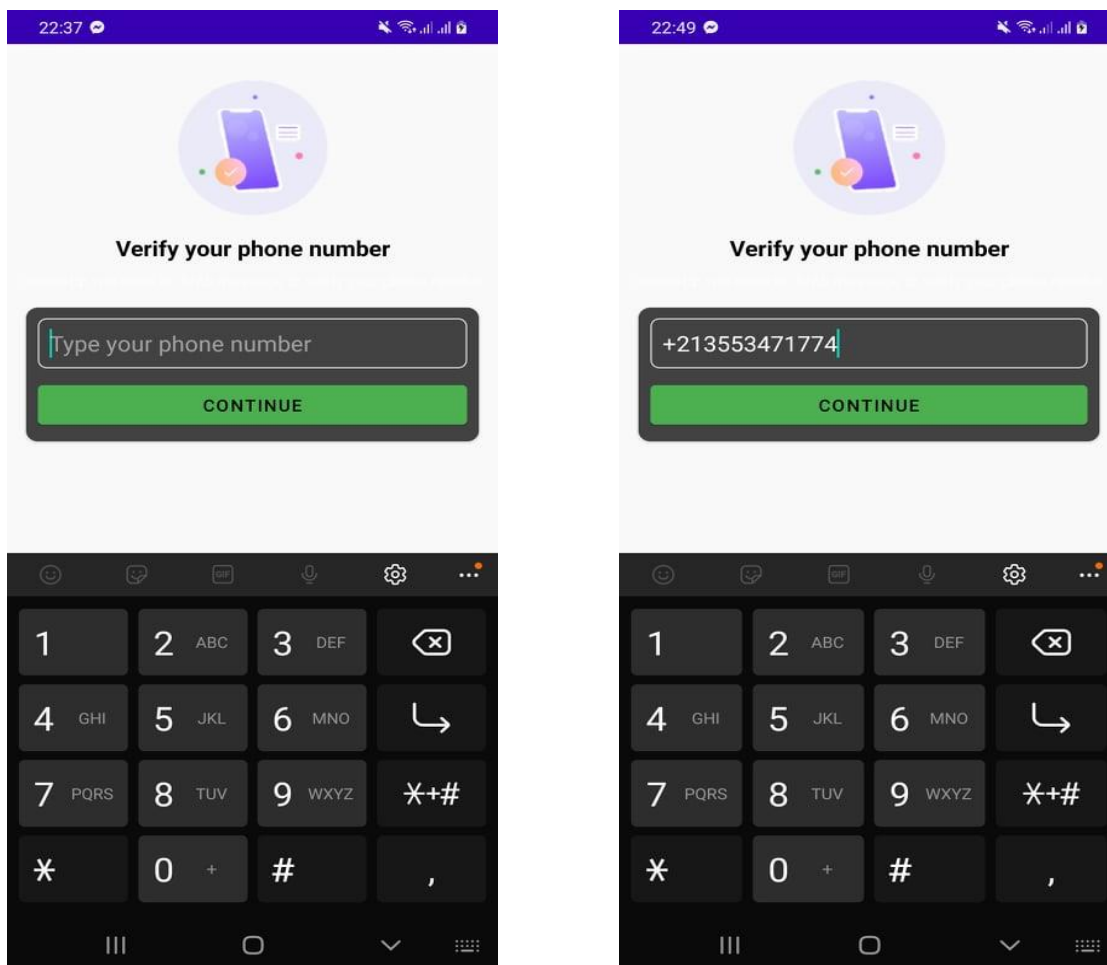 22:37
Verify your phone number
Type your phone number
CONTINUE
GIF
1
2 ABC
3 DEF
4 GHI
5 JKL
6 MNO
7 PQRS
8 TUV
9 WXYZ
*+#
*
0 +
#
,
22:49
Verify your phone number
+213553471774
CONTINUE
GIF
1
2 ABC
3 DEF
4 GHI
5 JKL
6 MNO
7 PQRS
8 TUV
9 WXYZ
*+#
*
0 +
#
,